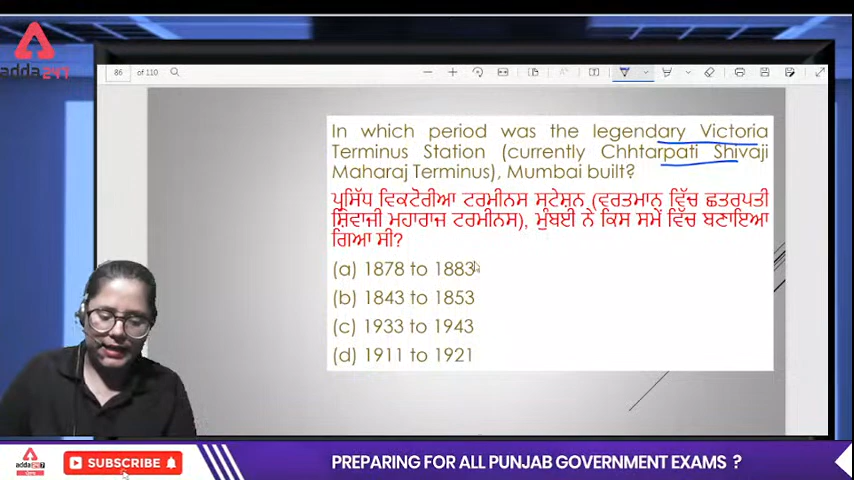 adda247
86 of 110
In which period was the legendary Victoria
Terminus Station (currently Chhtarpati Shivaji
Maharaj Terminus), Mumbai built?
ਪ੍ਰਸਿੱਧ ਵਿਕਟੋਰੀਆ ਟਰਮੀਨਸ ਸਟੇਸ਼ਨ (ਵਰਤਮਾਨ ਵਿੱਚ ਛਤਰਪਤੀ
ਸ਼ਿਵਾਜੀ ਮਹਾਰਾਜ ਟਰਮੀਨਸ), ਮੁੰਬਈ ਨੇ ਕਿਸ ਸਮੇਂ ਵਿੱਚ ਬਣਾਇਆ
ਗਿਆ ਸੀ?
(a) 1878 to 1883
(b) 1843 to 1853
(c) 1933 to 1943
(d) 1911 to 1921
adda247
SUBSCRIBE
PREPARING FOR ALL PUNJAB GOVERNMENT EXAMS ?